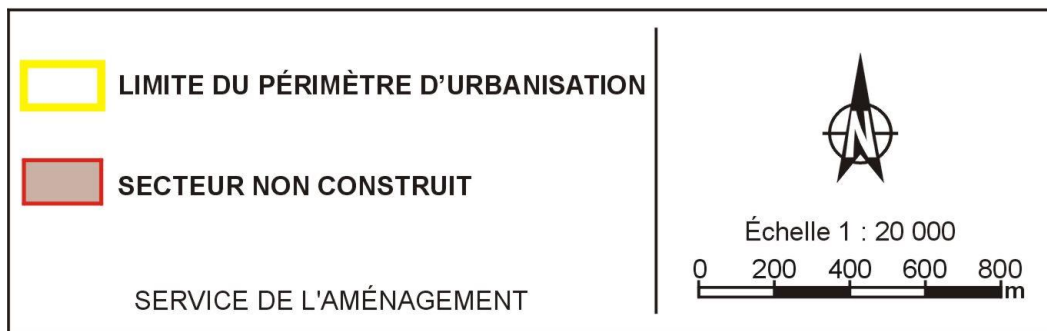 LIMITE DU PÉRIMÈTRE D'URBANISATION
SECTEUR NON CONSTRUIT
SERVICE DE L'AMÉNAGEMENT
N
Échelle 1 : 20 000
0 200 400 600 800
m